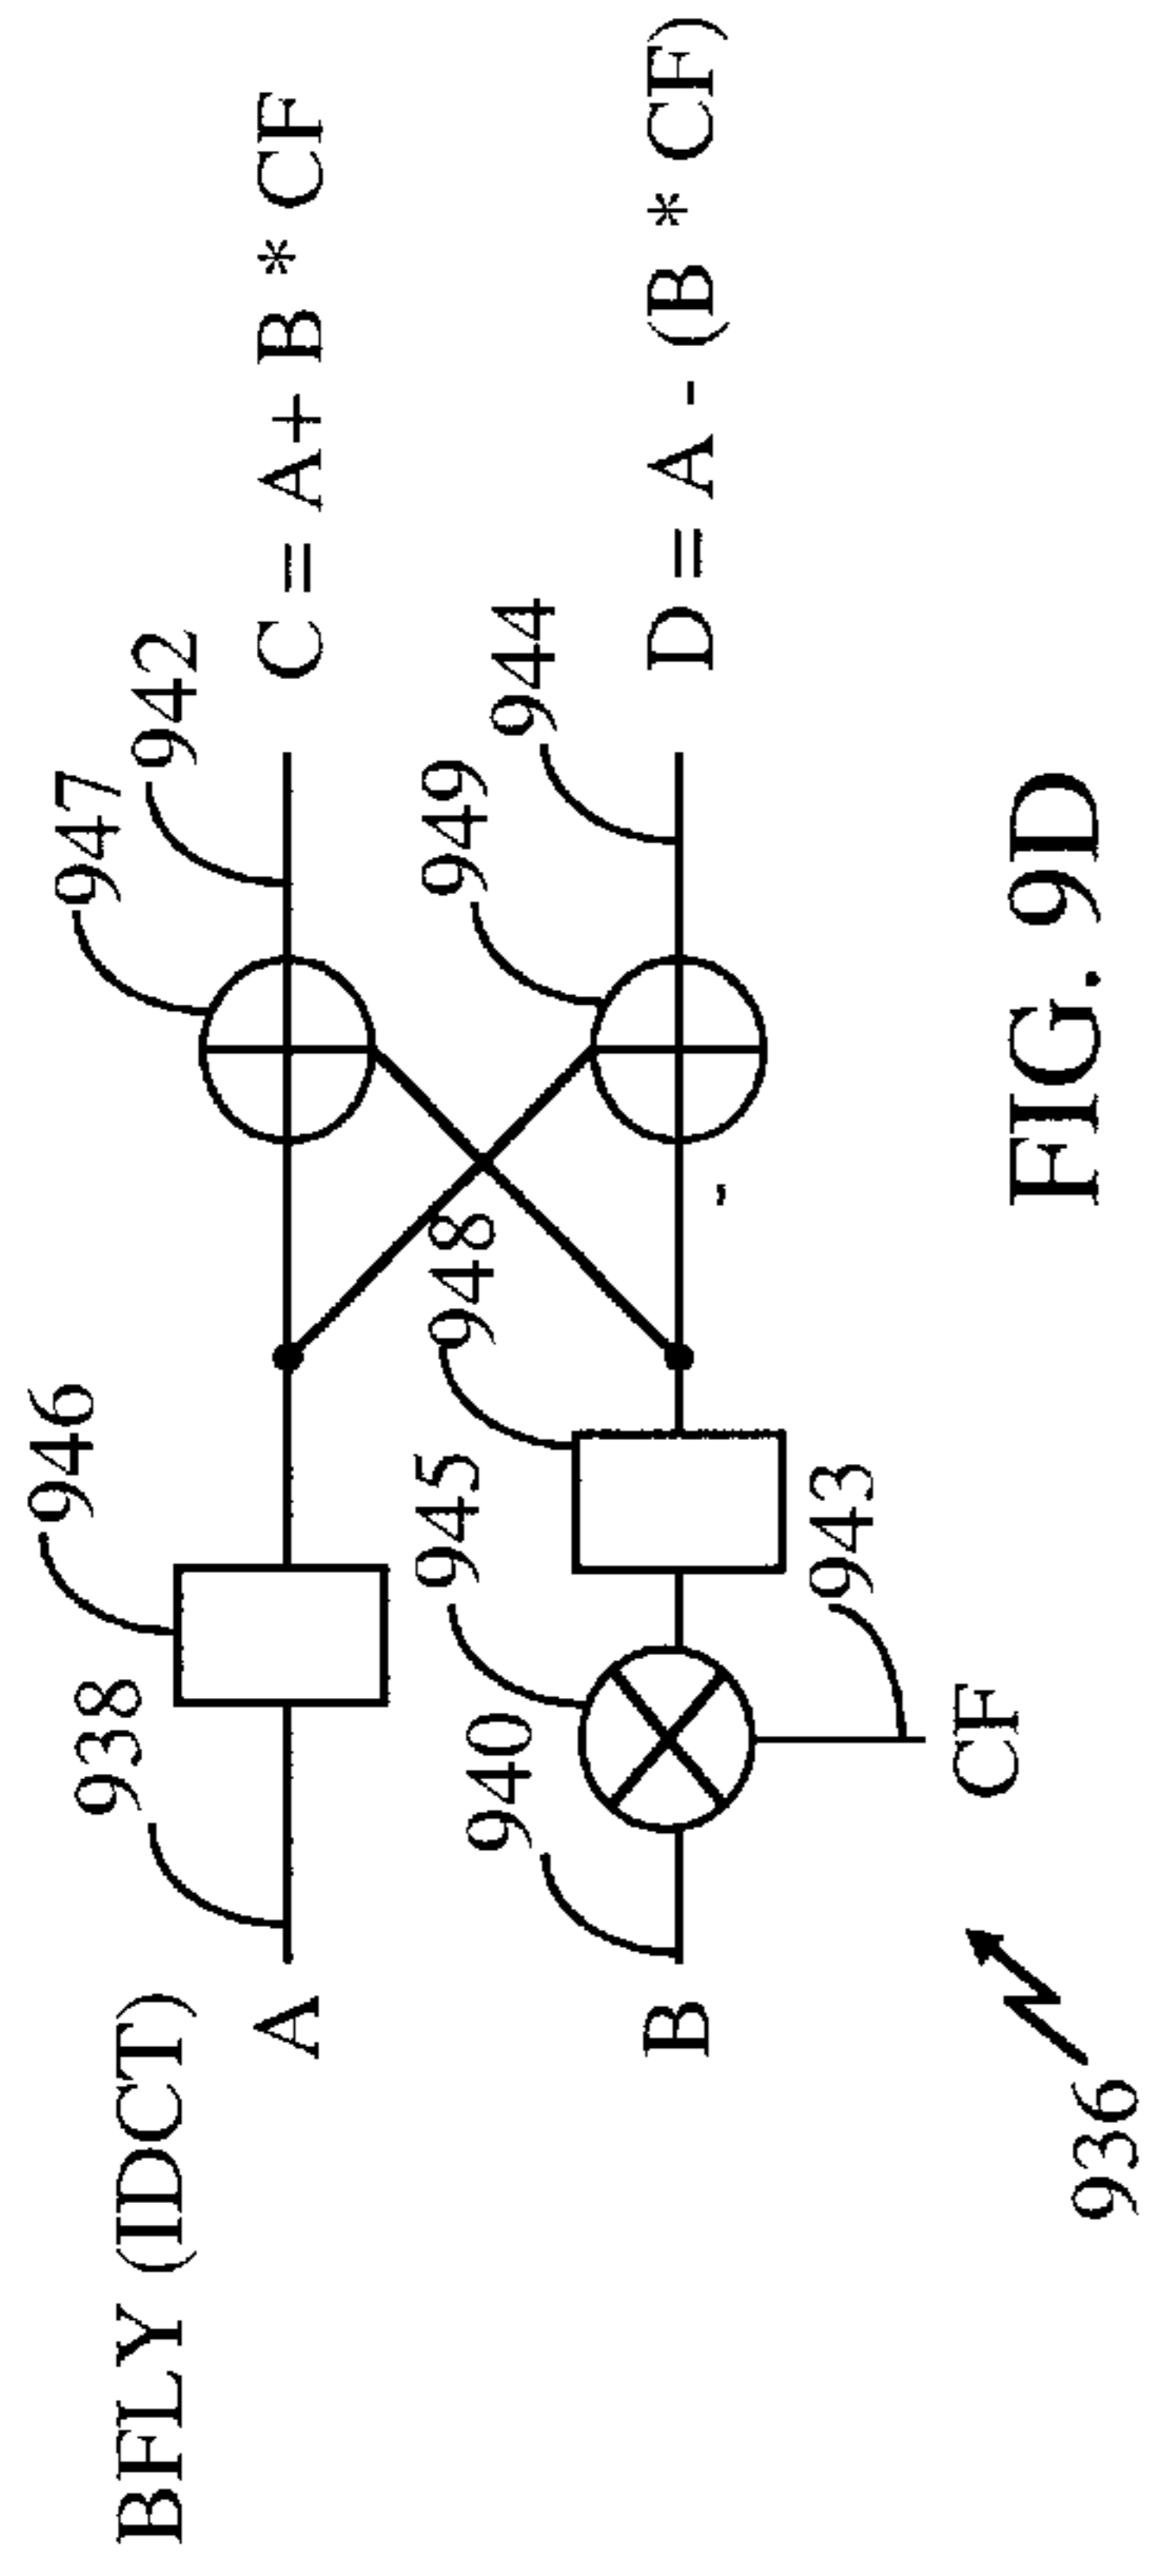 BFLY (IDCT)
946
947
938
942
A
C = A+ B * CF
948
949
945
944
940
B
-
D = A - (B * CF)
943
CF
936
FIG. 9D